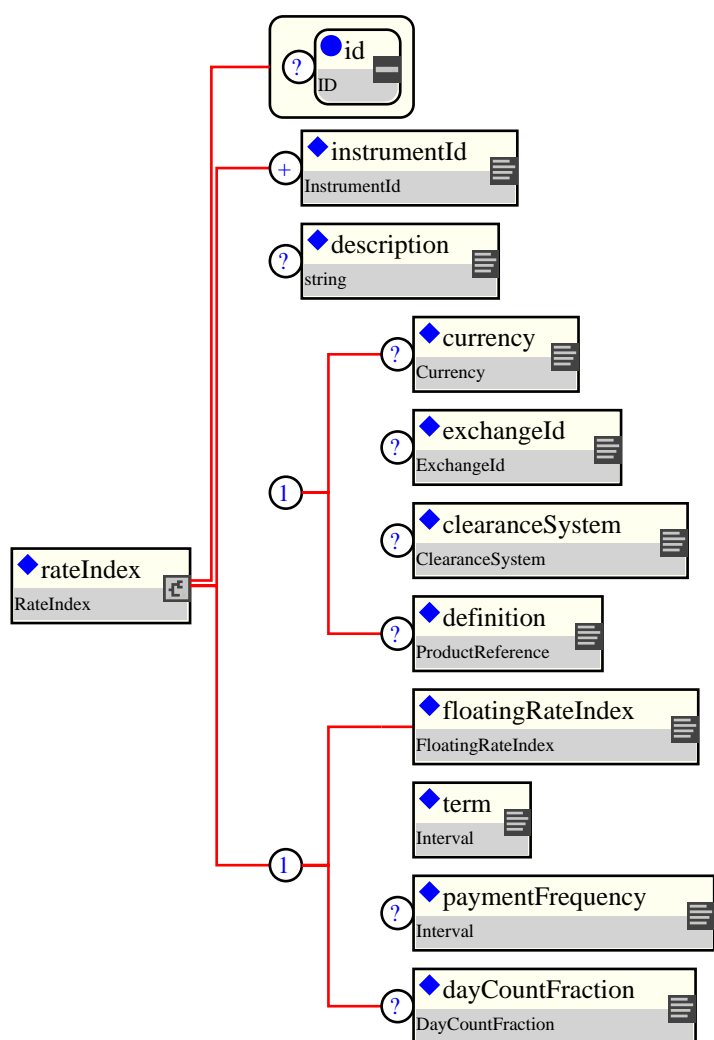 ?
id
ID
+
instrumentId
InstrumentId
?
description
string
?
currency
Currency
?
exchangeId
ExchangeId
1
?
clearanceSystem
ClearanceSystem
rateIndex
RateIndex
?
definition
ProductReference
floatingRateIndex
FloatingRateIndex
term
Interval
1
?
paymentFrequency
Interval
?
dayCountFraction
DayCountFraction